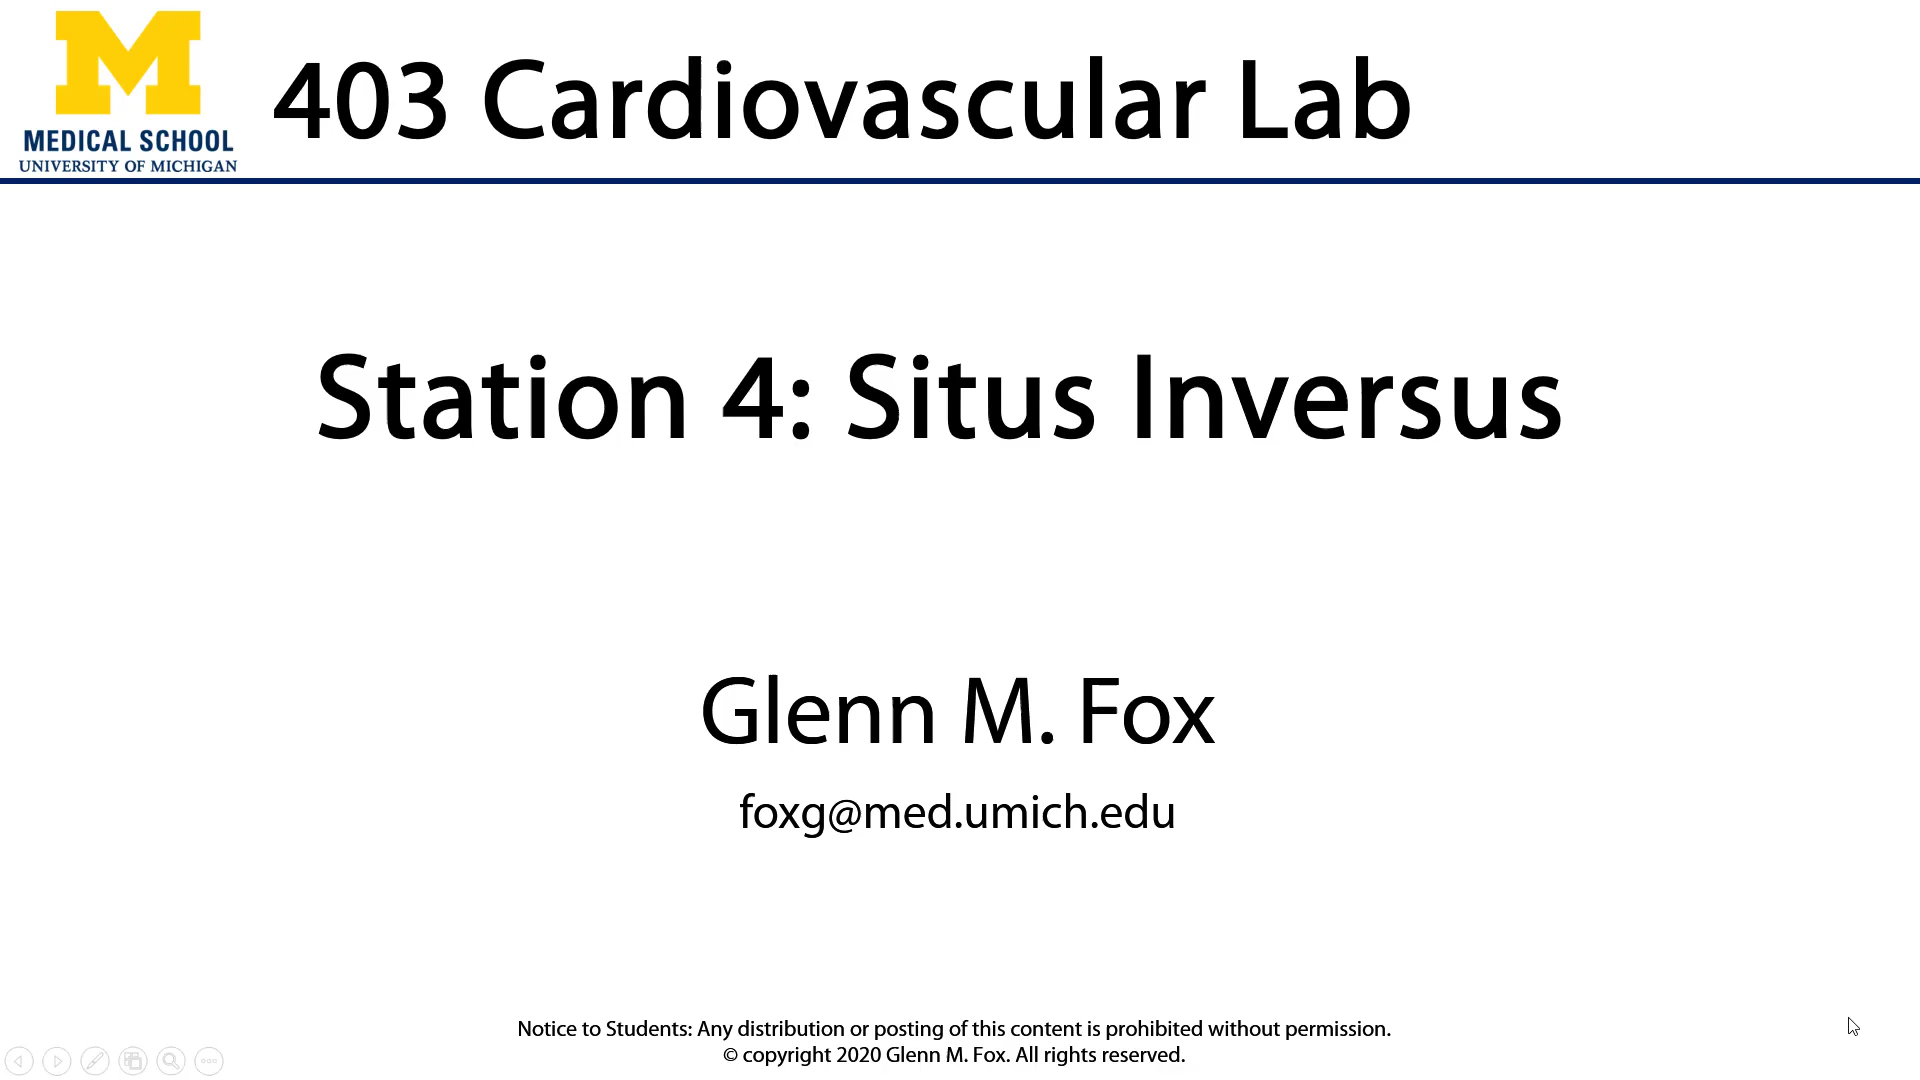 M
MEDICAL SCHOOL
UNIVERSITY OF MICHIGAN
403 Cardiovascular Lab
Station 4: Situs Inversus
Glenn M. Fox
foxg@med.umich.edu
Notice to Students: Any distribution or posting of this content is prohibited without permission.
© copyright 2020 Glenn M. Fox. All rights reserved.